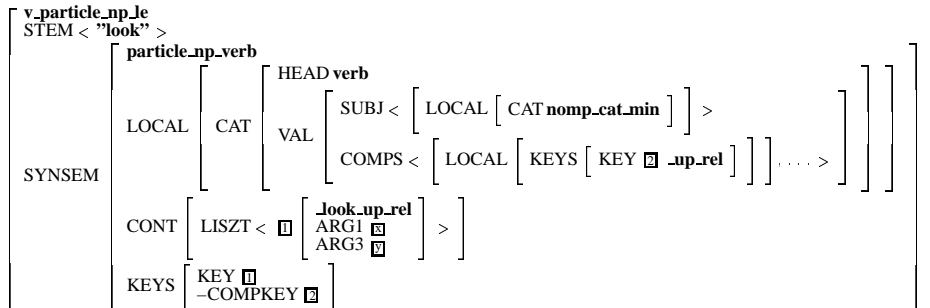 v_particle_np_le
STEM < ”look” >
particle_np_verb
HEAD verb
SUBJ < [ LOCAL [ CAT nomp_cat_min ] ] >
LOCAL [ CAT [ VAL
COMPS < [ LOCAL [ KEYS [ KEY 2 _up_rel ] ] ], . . . >
SYNSEM
_look_up_rel
CONT [ LISZT < 1 [ ARG1 x ] > ]
ARG3 y
KEYS [ KEY 1
–COMPKEY 2 ]